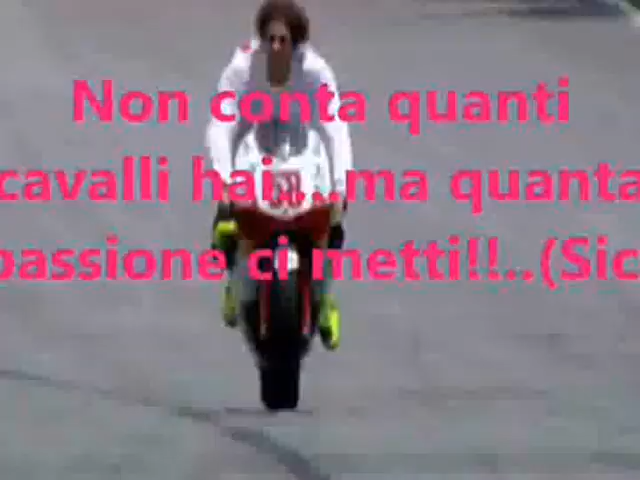 Non conta quanti
cavalli hai....ma quanta
passione ci metti!!..(Sic